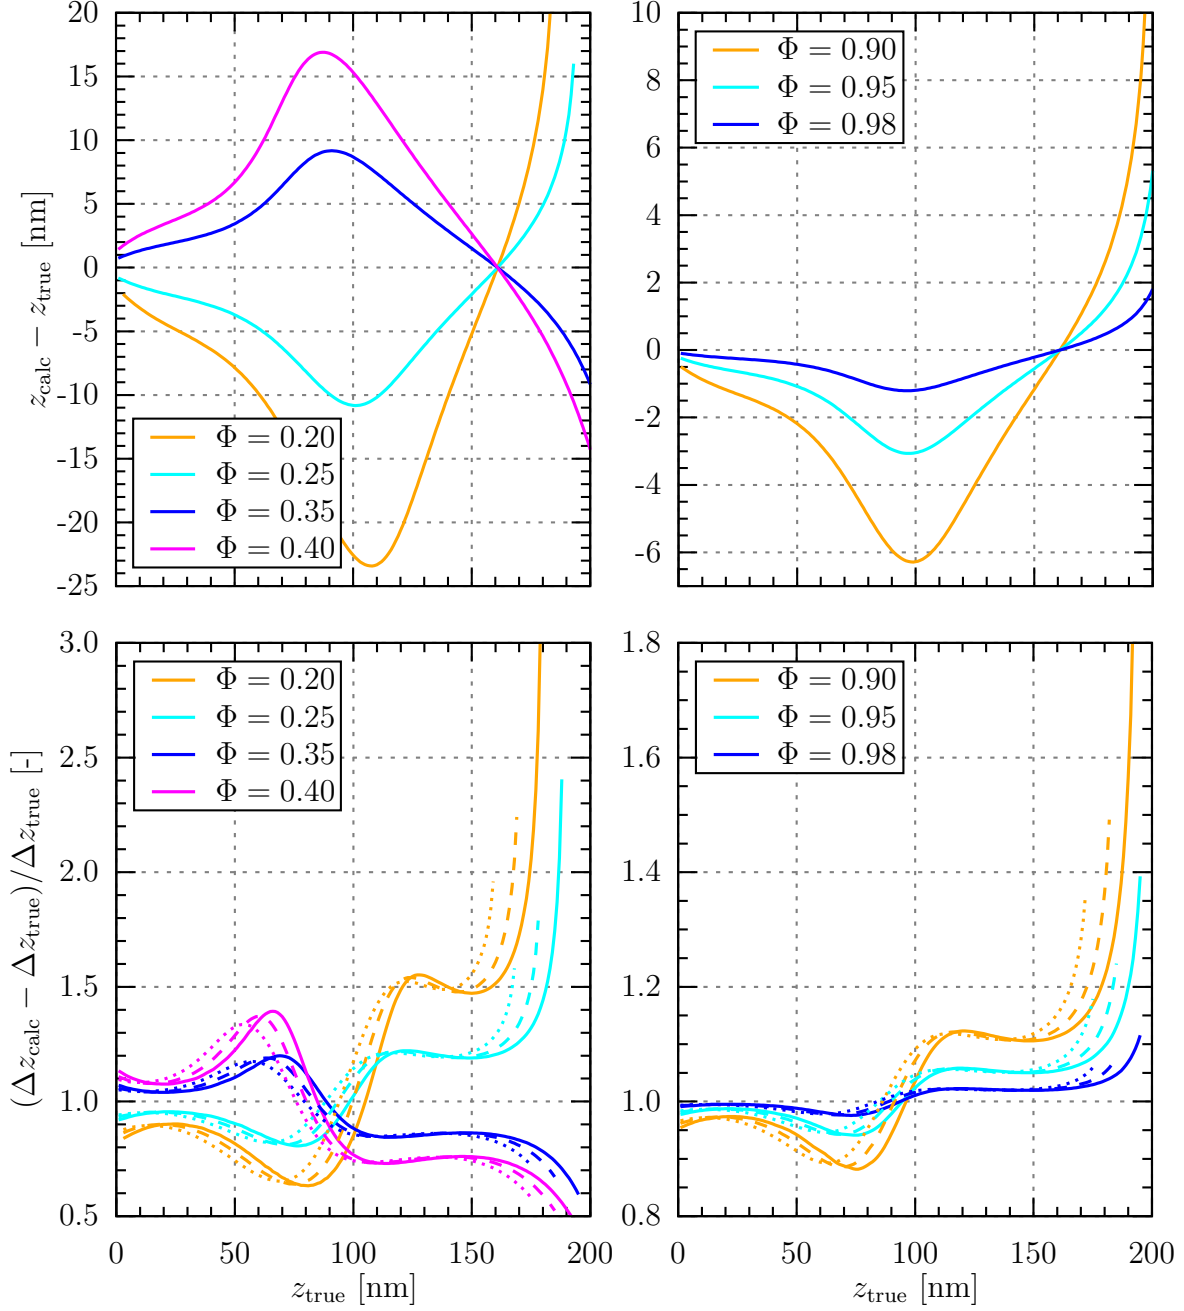 20
15
10
5
0
-5
-10
-15
-20
-25
z_calc − z_true [nm]
Φ = 0.20
Φ = 0.25
Φ = 0.35
Φ = 0.40
10
8
6
4
2
0
-2
-4
-6
Φ = 0.90
Φ = 0.95
Φ = 0.98
3.0
2.5
2.0
1.5
1.0
0.5
(Δz_calc − Δz_true)/Δz_true [-]
Φ = 0.20
Φ = 0.25
Φ = 0.35
Φ = 0.40
0 50 100 150 200
z_true [nm]
1.8
1.6
1.4
1.2
1.0
0.8
Φ = 0.90
Φ = 0.95
Φ = 0.98
0 50 100 150 200
z_true [nm]